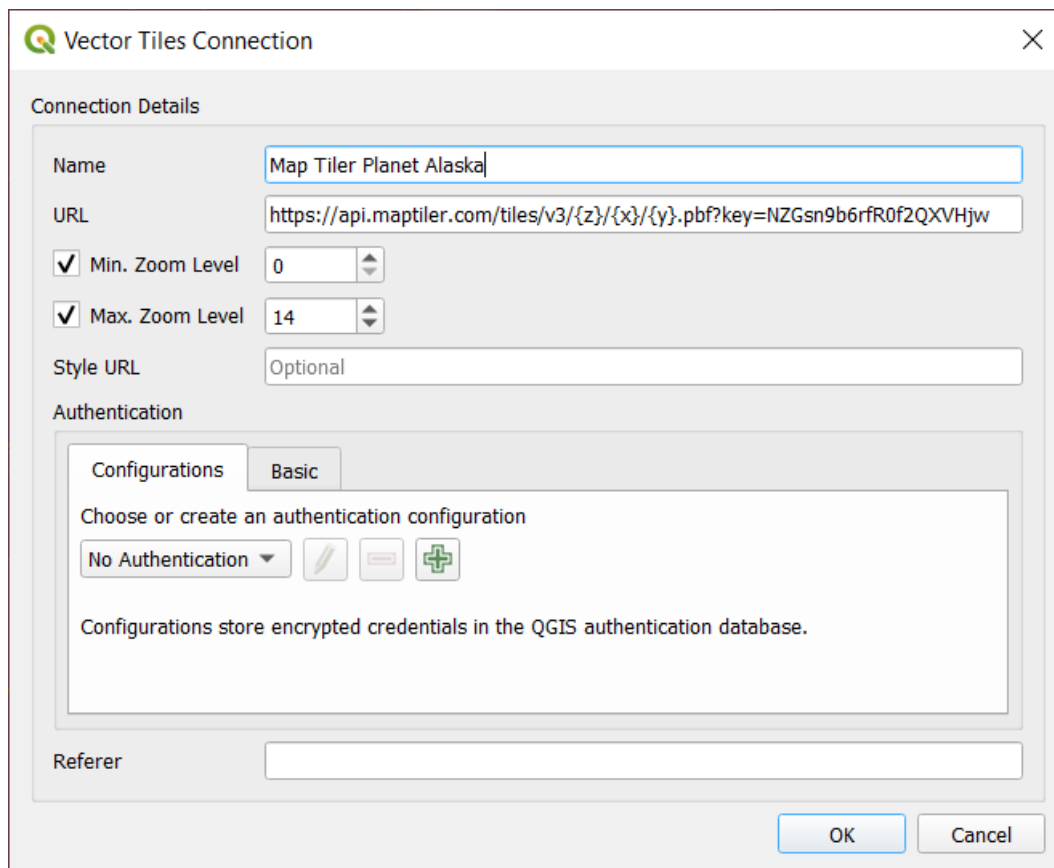 Vector Tiles Connection
Connection Details
Name Map Tiler Planet Alaska
URL https://api.maptiler.com/tiles/v3/{z}/{x}/{y}.pbf?key=NZGsn9b6rfR0f2QXVHjw
Min. Zoom Level 0
Max. Zoom Level 14
Style URL Optional
Authentication
Configurations Basic
Choose or create an authentication configuration
No Authentication
Configurations store encrypted credentials in the QGIS authentication database.
Referer
OK Cancel